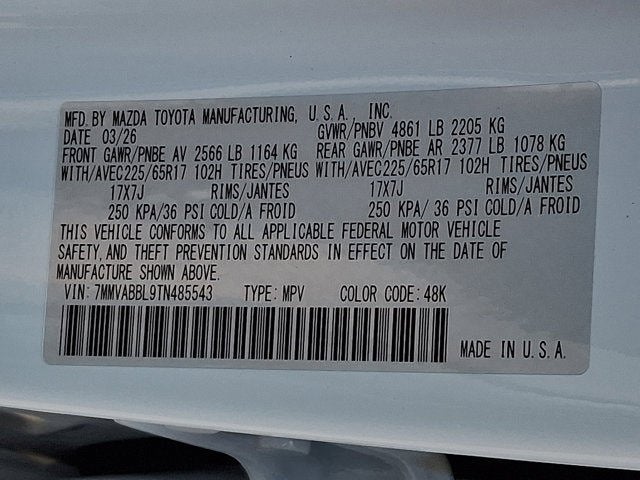 MFD. BY MAZDA TOYOTA MANUFACTURING, U.S.A. INC.
DATE 03/26 GVWR/PNBV 4861 LB 2205 KG
FRONT GAWR/PNBE AV 2566 LB 1164 KG REAR GAWR/PNBE AR 2377 LB 1078 KG
WITH/AVEC225/65R17 102H TIRES/PNEUS WITH/AVEC225/65R17 102H TIRES/PNEUS
17X7J RIMS/JANTES 17X7J RIMS/JANTES
250 KPA/36 PSI COLD/A FROID 250 KPA/ 36 PSI COLD/A FROID
THIS VEHICLE CONFORMS TO ALL APPLICABLE FEDERAL MOTOR VEHICLE
SAFETY, AND THEFT PREVENTION STANDARDS IN EFFECT ON THE DATE OF
MANUFACTURE SHOWN ABOVE.
VIN: 7MMVABBL9TN485543 TYPE: MPV COLOR CODE: 48K
MADE IN U.S.A.